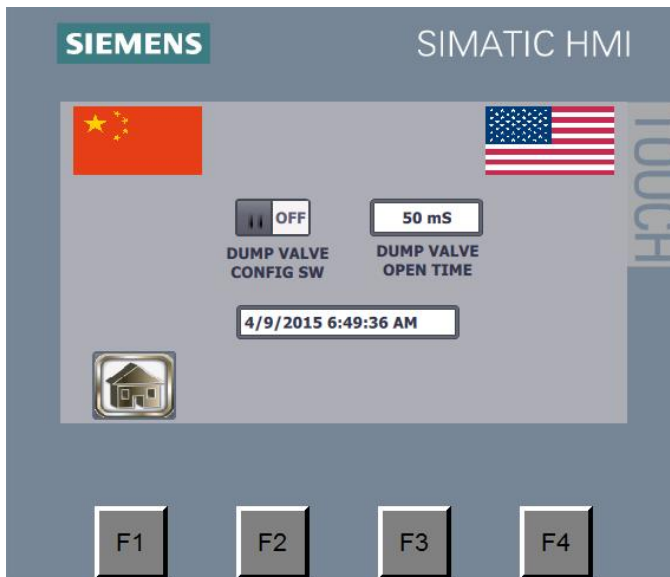 SIEMENS
SIMATIC HMI
TOUCH
OFF
50 mS
DUMP VALVE
CONFIG SW
DUMP VALVE
OPEN TIME
4/9/2015 6:49:36 AM
F1
F2
F3
F4